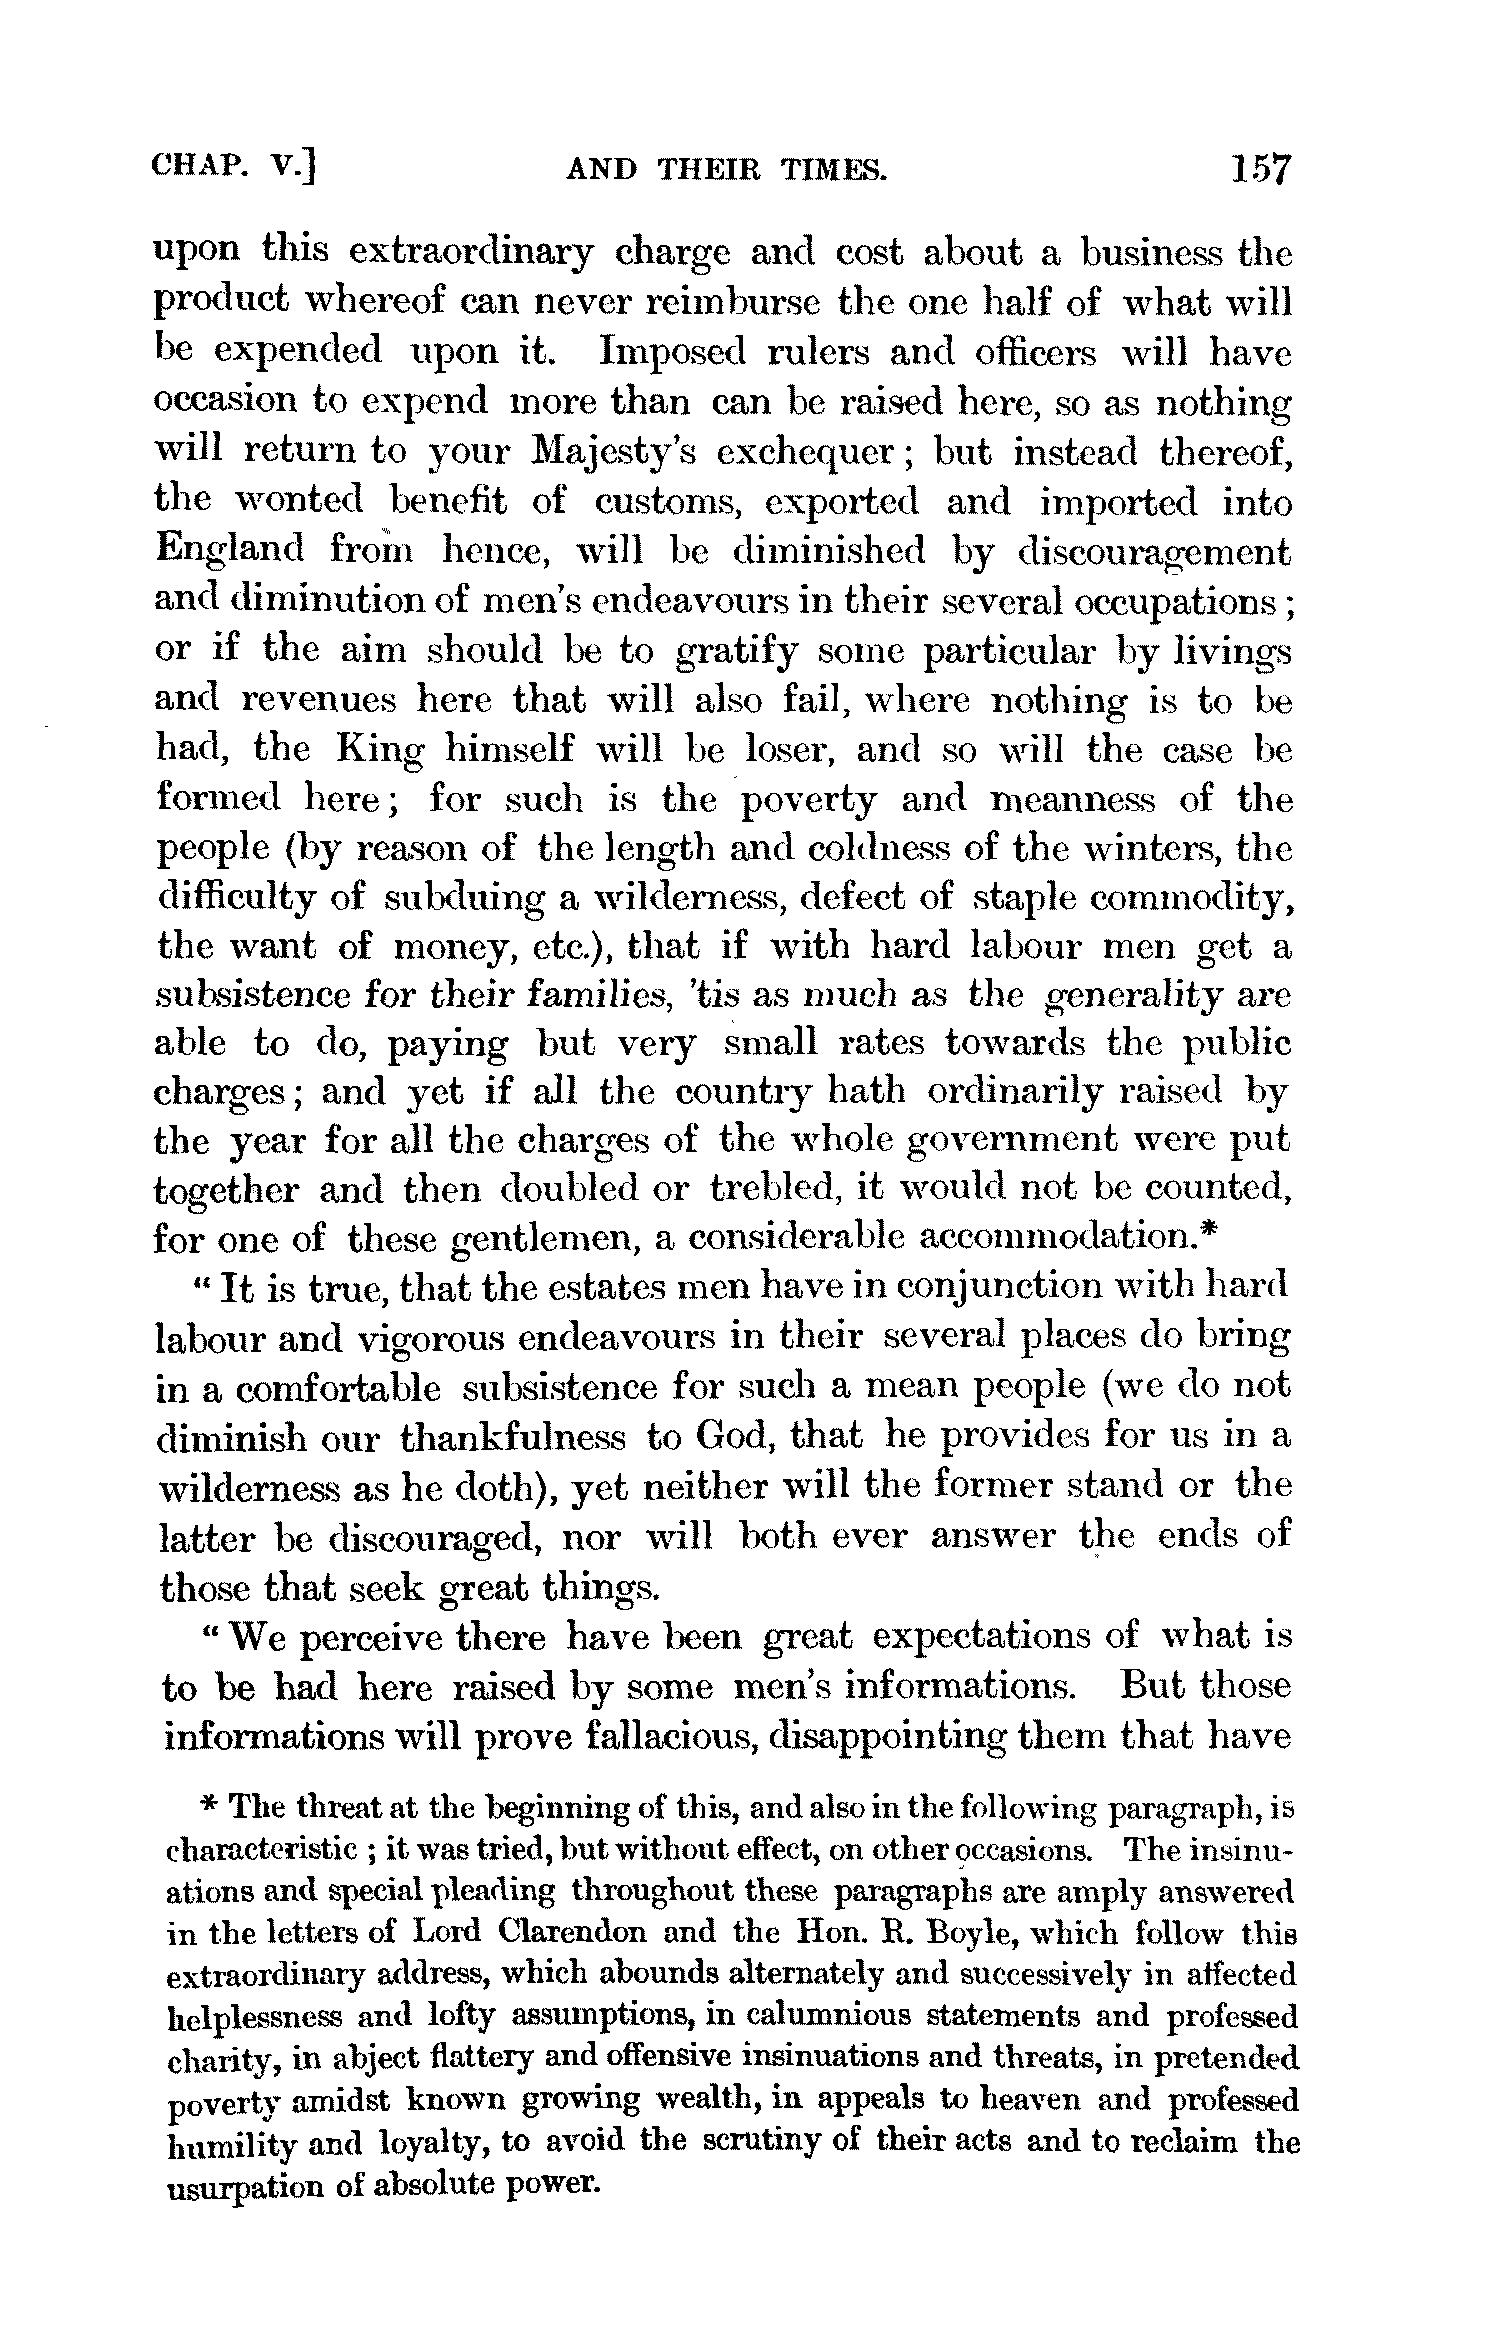 CHAP. V.] AND THEIR TIMES. 157
upon this extraordinary charge and cost about a business the
product whereof can never reimburse the one half of what will
be expended upon it. Imposed rulers and officers will have
occasion to expend more than can be raised here, so as nothing
will return to your Majesty's exchequer; but instead thereof,
the wonted benefit of customs, exported and imported into
England from hence, will be diminished by discouragement
and diminution of men's endeavours in their several occupations;
or if the aim should be to gratify some particular by livings
and revenues here that will also fail, where nothing is to be
had, the King himself will be loser, and so will the case be
formed here; for such is the poverty and meanness of the
people (by reason of the length and coldness of the winters, the
difficulty of subduing a wilderness, defect of staple commodity,
the want of money, etc.), that if with hard labour men get a
subsistence for their families, 'tis as much as the generality are
able to do, paying but very small rates towards the public
charges; and yet if all the country hath ordinarily raised by
the year for all the charges of the whole government were put
together and then doubled or trebled, it would not be counted,
for one of these gentlemen, a considerable accommodation.*
"It is true, that the estates men have in conjunction with hard
labour and vigorous endeavours in their several places do bring
in a comfortable subsistence for such a mean people (we do not
diminish our thankfulness to God, that he provides for us in a
wilderness as he doth), yet neither will the former stand or the
latter be discouraged, nor will both ever answer the ends of
those that seek great things.
"We perceive there have been great expectations of what is
to be had here raised by some men's informations. But those
informations will prove fallacious, disappointing them that have
* The threat at the beginning of this, and also in the following paragraph, is
characteristic; it was tried, but without effect, on other occasions. The insinu-
ations and special pleading throughout these paragraphs are amply answered
in the letters of Lord Clarendon and the Hon. R. Boyle, which follow this
extraordinary address, which abounds alternately and successively in affected
helplessness and lofty assumptions, in calumnious statements and professed
charity, in abject flattery and offensive insinuations and threats, in pretended
poverty amidst known growing wealth, in appeals to heaven and professed
humility and loyalty, to avoid the scrutiny of their acts and to reclaim the
usurpation of absolute power.